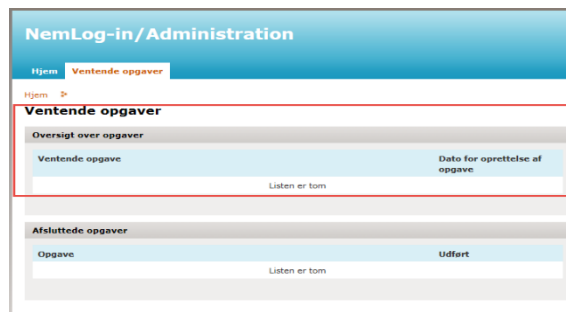 NemLog-in/Administration
Hjem Ventende opgaver
Hjem
Ventende opgaver
Oversigt over opgaver
Ventende opgave Dato for oprettelse af
opgave
Listen er tom
Afsluttede opgaver
Opgave Udført
Listen er tom